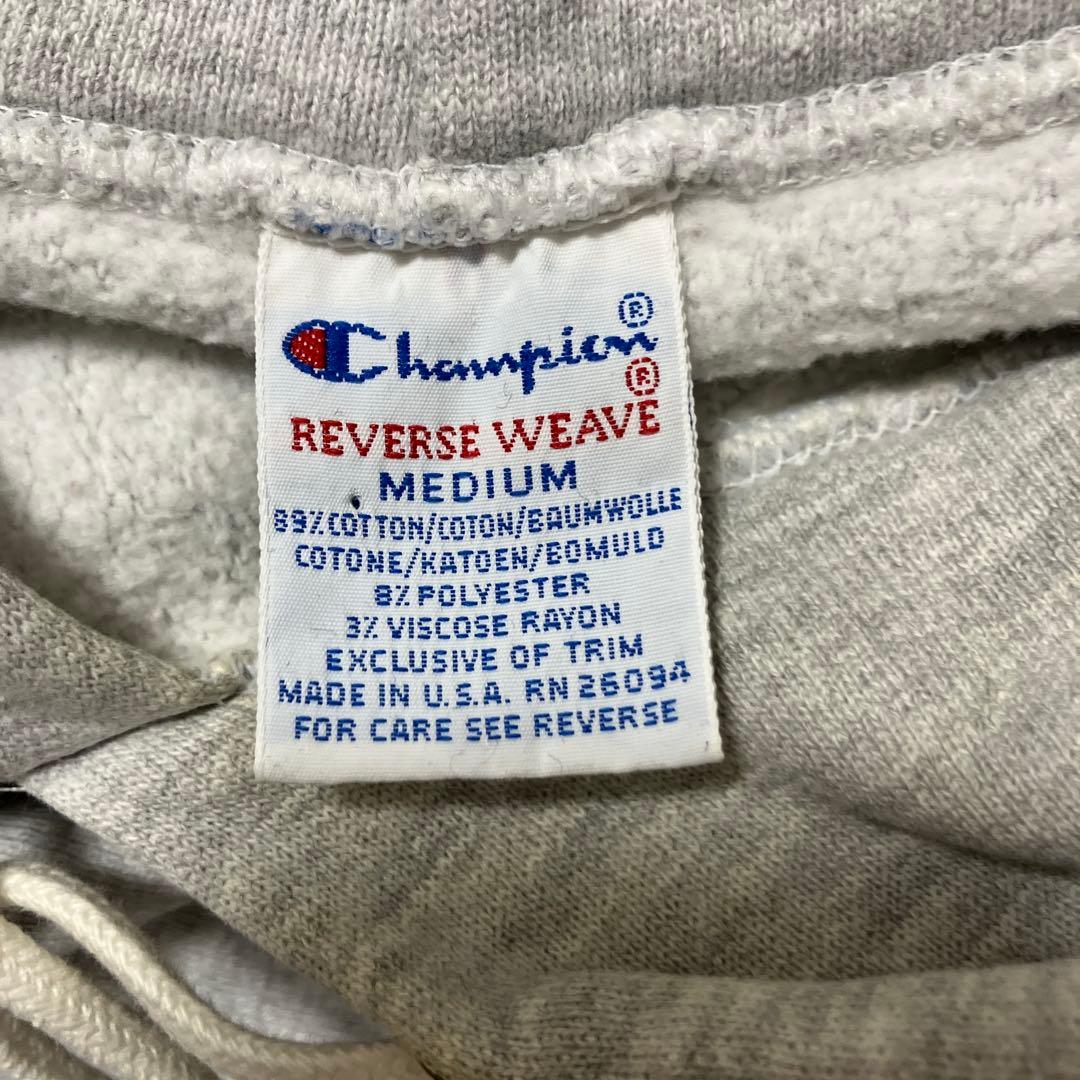 Champion®
REVERSE WEAVE®
MEDIUM
89% COTTON/COTON/BAUMWOLLE
COTONE/KATOEN/BOMULD
8% POLYESTER
3% VISCOSE RAYON
EXCLUSIVE OF TRIM
MADE IN U.S.A. RN 26094
FOR CARE SEE REVERSE